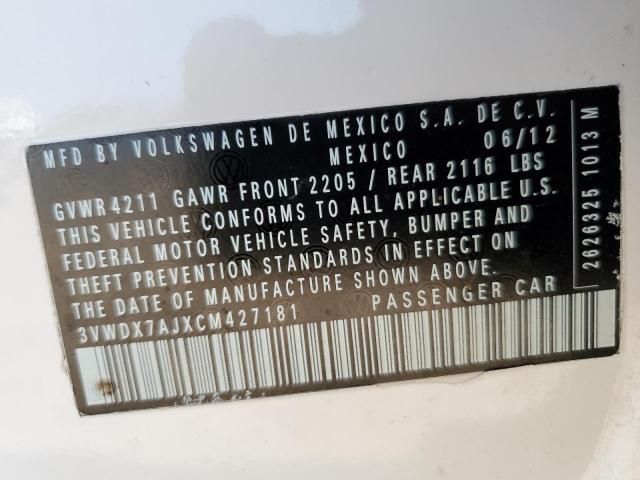 MFD BY VOLKSWAGEN DE MEXICO S.A. DE C.V.
MEXICO 06/12
GVWR4211 GAWR FRONT 2205 / REAR 2116 LBS
THIS VEHICLE CONFORMS TO ALL APPLICABLE U.S.
FEDERAL MOTOR VEHICLE SAFETY, BUMPER AND
THEFT PREVENTION STANDARDS IN EFFECT ON
THE DATE OF MANUFACTURE SHOWN ABOVE.
3VWDX7AJXCM427181 PASSENGER CAR
2626325 1013 M